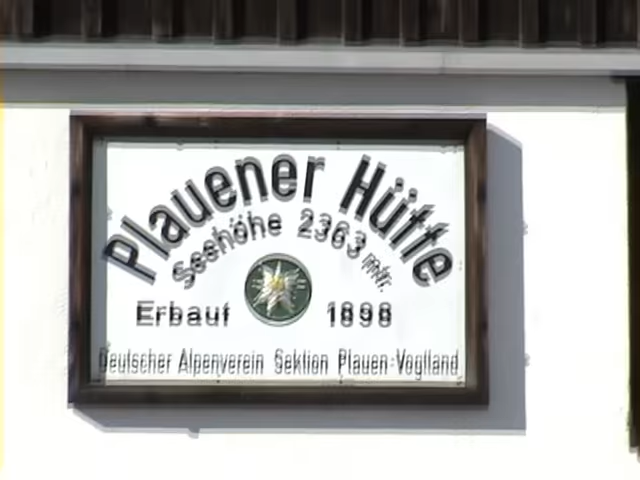 Plauener Hütte
Seehöhe 2363 mtr.
Erbaut 1898
Deutscher Alpenverein Sektion Plauen-Vogtland